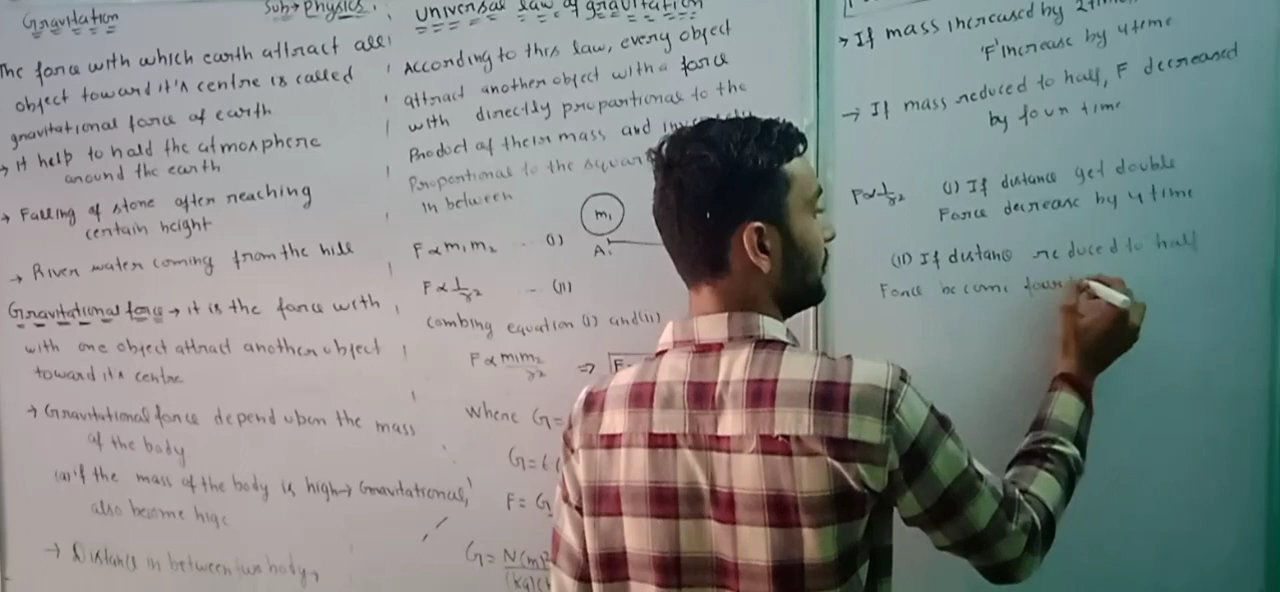 Gravitation
Sub→ Physics.
The force with which earth attract all
object toward it's centre is called
gravitational force of earth
→ it help to hold the atmosphere
around the earth
→ Falling of stone after reaching
certain height
→ River water coming from the hill
Gravitational force → it is the force with
with one object attract another object
toward it's centre
→ Gravitational force depend upon the mass
of the body
(a) if the mass of the body is high→ Gravitational
also become
→ Distance in between two body→
Universal law of gravitation
According to this law, every object
attract another object with a force
with directly proportional to the
Product of their mass and
Proportional to the square
in between
m₁
A
F ∝ m₁m₂ ... (i)
F ∝ 1/r² ... (ii)
Combing equation (i) and (ii)
F ∝ m₁m₂/r² ⇒ F=
Where G=
G=6
F= G
G= N(m)²/(kg)(
→ If mass increased by 2 time
'F' increase by 4 time
→ If mass reduced to half, F decreased
by four time
F∝1/r² (i) If distance get double
Force decrease by 4 time
(ii) If distanc reduced to half
Force become four